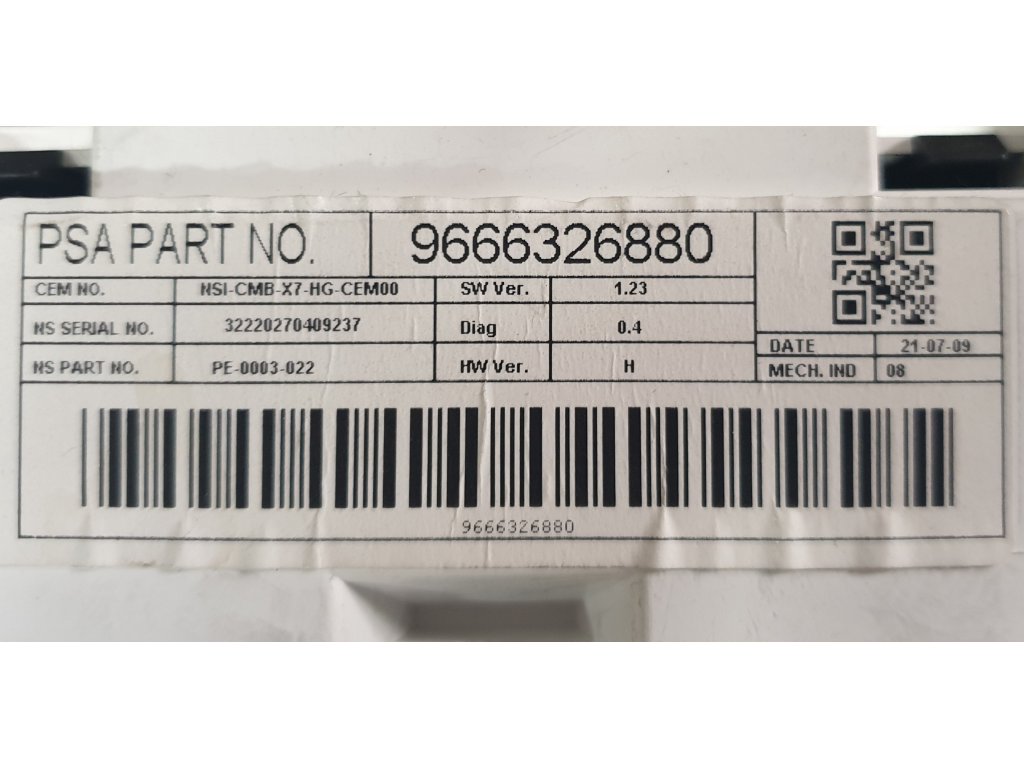 PSA PART NO. 9666326880
CEM NO. NSI-CMB-X7-HG-CEM00 SW Ver. 1.23
NS SERIAL NO. 32220270409237 Diag 0.4
DATE 21-07-09
NS PART NO. PE-0003-022 HW Ver. H
MECH. IND 08
9666326880